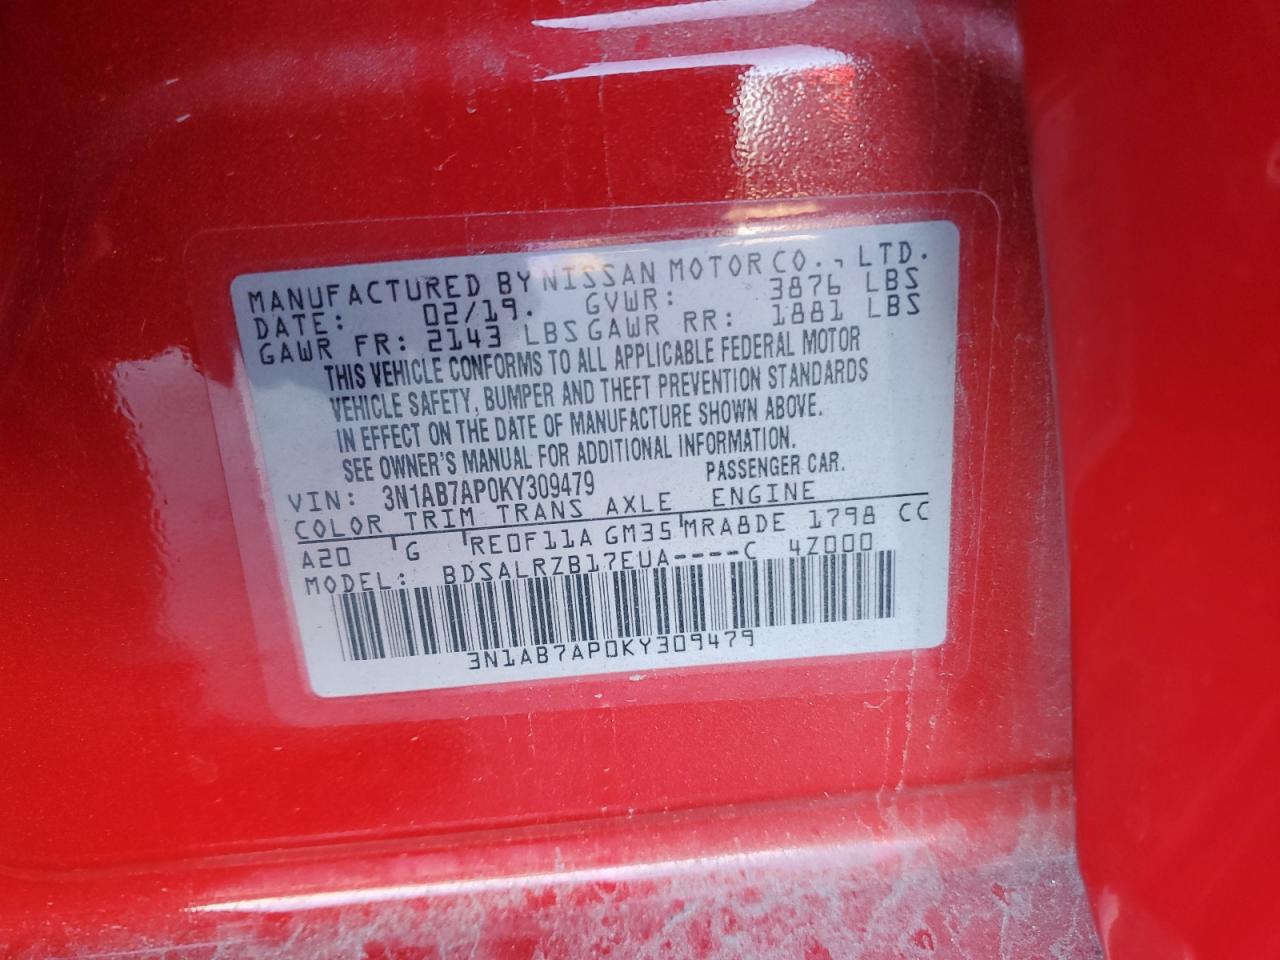 MANUFACTURED BY NISSAN MOTOR CO., LTD.
DATE: 02/19. GVWR: 3876 LBS
GAWR FR: 2143 LBS GAWR RR: 1881 LBS
THIS VEHICLE CONFORMS TO ALL APPLICABLE FEDERAL MOTOR
VEHICLE SAFETY, BUMPER AND THEFT PREVENTION STANDARDS
IN EFFECT ON THE DATE OF MANUFACTURE SHOWN ABOVE.
SEE OWNER'S MANUAL FOR ADDITIONAL INFORMATION.
VIN: 3N1AB7AP0KY309479 PASSENGER CAR.
COLOR TRIM TRANS AXLE ENGINE
A20 G RE0F11A GM35 MRA8DE 1798 CC
MODEL: BDSALRZB17EUA----C 4Z000
3N1AB7AP0KY309479